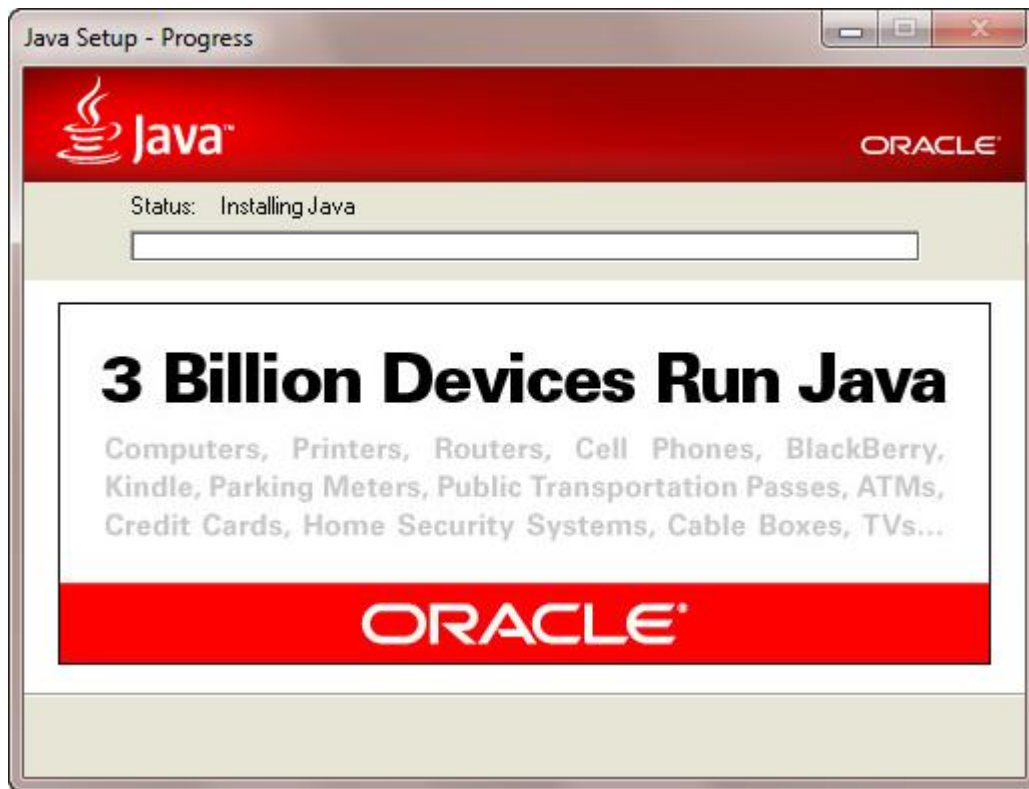 Java Setup - Progress
Java™
ORACLE®
Status: Installing Java
3 Billion Devices Run Java
Computers, Printers, Routers, Cell Phones, BlackBerry,
Kindle, Parking Meters, Public Transportation Passes, ATMs,
Credit Cards, Home Security Systems, Cable Boxes, TVs...
ORACLE®